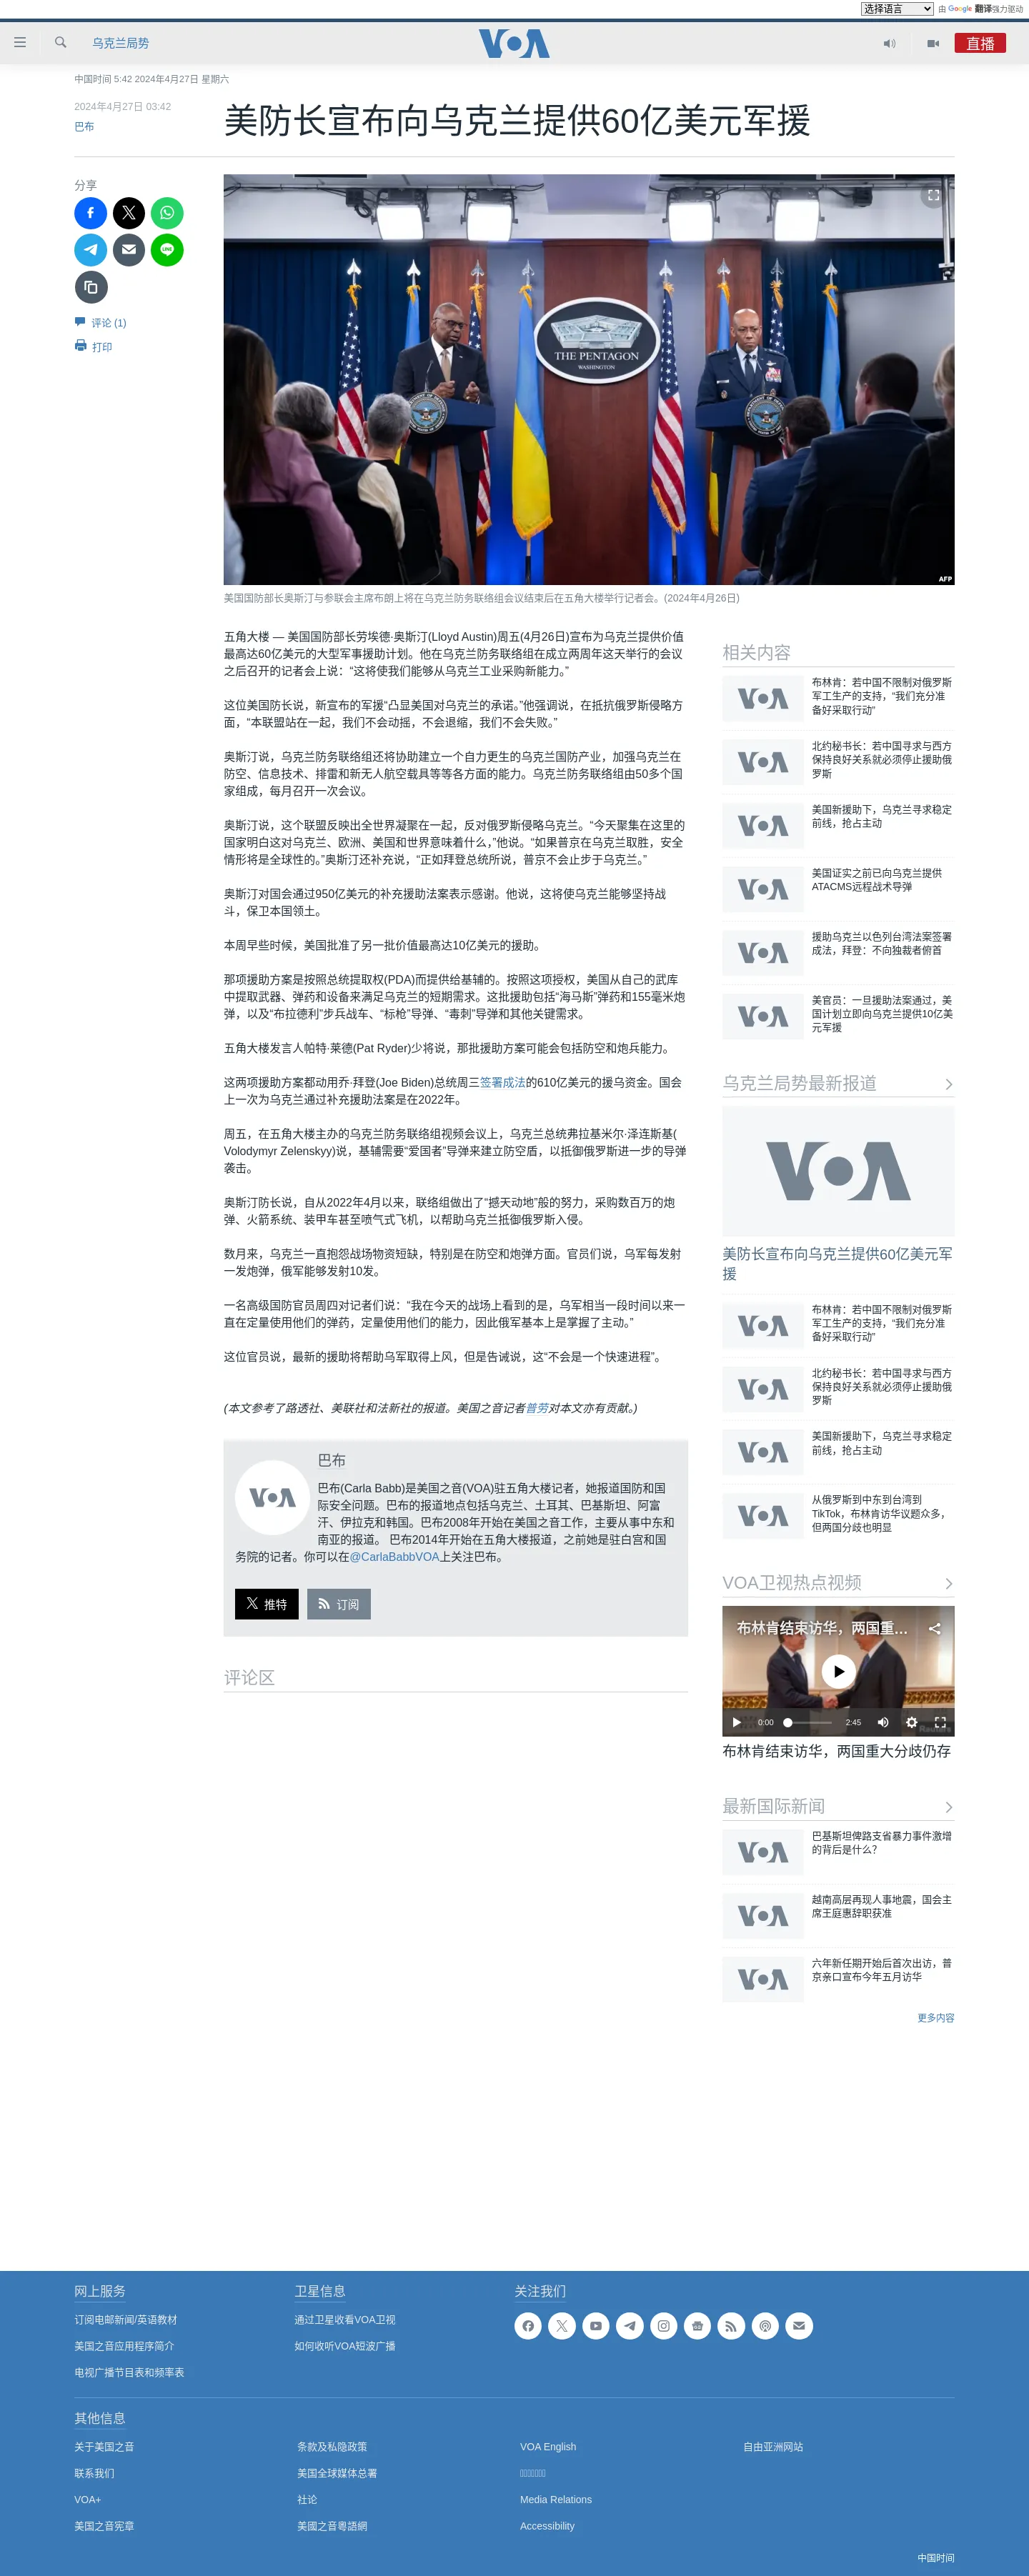 选择语言
由 Google 翻译强力驱动
乌克兰局势
VOA
直播
中国时间 5:42 2024年4月27日 星期六
2024年4月27日 03:42
巴布
美防长宣布向乌克兰提供60亿美元军援
分享
评论 (1)
打印
THE PENTAGON
WASHINGTON
AFP
美国国防部长奥斯汀与参联会主席布朗上将在乌克兰防务联络组会议结束后在五角大楼举行记者会。(2024年4月26日)
五角大楼 — 美国国防部长劳埃德·奥斯汀(Lloyd Austin)周五(4月26日)宣布为乌克兰提供价值
最高达60亿美元的大型军事援助计划。他在乌克兰防务联络组在成立两周年这天举行的会议
之后召开的记者会上说：“这将使我们能够从乌克兰工业采购新能力。”
这位美国防长说，新宣布的军援“凸显美国对乌克兰的承诺。”他强调说，在抵抗俄罗斯侵略方
面，“本联盟站在一起，我们不会动摇，不会退缩，我们不会失败。”
奥斯汀说，乌克兰防务联络组还将协助建立一个自力更生的乌克兰国防产业，加强乌克兰在
防空、信息技术、排雷和新无人航空载具等等各方面的能力。乌克兰防务联络组由50多个国
家组成，每月召开一次会议。
奥斯汀说，这个联盟反映出全世界凝聚在一起，反对俄罗斯侵略乌克兰。“今天聚集在这里的
国家明白这对乌克兰、欧洲、美国和世界意味着什么，”他说。“如果普京在乌克兰取胜，安全
情形将是全球性的。”奥斯汀还补充说，“正如拜登总统所说，普京不会止步于乌克兰。”
奥斯汀对国会通过950亿美元的补充援助法案表示感谢。他说，这将使乌克兰能够坚持战
斗，保卫本国领土。
本周早些时候，美国批准了另一批价值最高达10亿美元的援助。
那项援助方案是按照总统提取权(PDA)而提供给基辅的。按照这项授权，美国从自己的武库
中提取武器、弹药和设备来满足乌克兰的短期需求。这批援助包括“海马斯”弹药和155毫米炮
弹，以及“布拉德利”步兵战车、“标枪”导弹、“毒刺”导弹和其他关键需求。
五角大楼发言人帕特·莱德(Pat Ryder)少将说，那批援助方案可能会包括防空和炮兵能力。
这两项援助方案都动用乔·拜登(Joe Biden)总统周三签署成法的610亿美元的援乌资金。国会
上一次为乌克兰通过补充援助法案是在2022年。
周五，在五角大楼主办的乌克兰防务联络组视频会议上，乌克兰总统弗拉基米尔·泽连斯基(
Volodymyr Zelenskyy)说，基辅需要“爱国者”导弹来建立防空盾，以抵御俄罗斯进一步的导弹
袭击。
奥斯汀防长说，自从2022年4月以来，联络组做出了“撼天动地”般的努力，采购数百万的炮
弹、火箭系统、装甲车甚至喷气式飞机，以帮助乌克兰抵御俄罗斯入侵。
数月来，乌克兰一直抱怨战场物资短缺，特别是在防空和炮弹方面。官员们说，乌军每发射
一发炮弹，俄军能够发射10发。
一名高级国防官员周四对记者们说：“我在今天的战场上看到的是，乌军相当一段时间以来一
直在定量使用他们的弹药，定量使用他们的能力，因此俄军基本上是掌握了主动。”
这位官员说，最新的援助将帮助乌军取得上风，但是告诫说，这“不会是一个快速进程”。
(本文参考了路透社、美联社和法新社的报道。美国之音记者普劳对本文亦有贡献。)
VOA
巴布
巴布(Carla Babb)是美国之音(VOA)驻五角大楼记者，她报道国防和国
际安全问题。巴布的报道地点包括乌克兰、土耳其、巴基斯坦、阿富
汗、伊拉克和韩国。巴布2008年开始在美国之音工作，主要从事中东和
南亚的报道。 巴布2014年开始在五角大楼报道，之前她是驻白宫和国
务院的记者。你可以在@CarlaBabbVOA上关注巴布。
推特
订阅
评论区
相关内容
VOA
布林肯：若中国不限制对俄罗斯
军工生产的支持，“我们充分准
备好采取行动”
VOA
北约秘书长：若中国寻求与西方
保持良好关系就必须停止援助俄
罗斯
VOA
美国新援助下，乌克兰寻求稳定
前线，抢占主动
VOA
美国证实之前已向乌克兰提供
ATACMS远程战术导弹
VOA
援助乌克兰以色列台湾法案签署
成法，拜登：不向独裁者俯首
VOA
美官员：一旦援助法案通过，美
国计划立即向乌克兰提供10亿美
元军援
乌克兰局势最新报道
VOA
美防长宣布向乌克兰提供60亿美元军
援
VOA
布林肯：若中国不限制对俄罗斯
军工生产的支持，“我们充分准
备好采取行动”
VOA
北约秘书长：若中国寻求与西方
保持良好关系就必须停止援助俄
罗斯
VOA
美国新援助下，乌克兰寻求稳定
前线，抢占主动
VOA
从俄罗斯到中东到台湾到
TikTok，布林肯访华议题众多，
但两国分歧也明显
VOA卫视热点视频
布林肯结束访华，两国重...
0:00
2:45
Reuters
布林肯结束访华，两国重大分歧仍存
最新国际新闻
VOA
巴基斯坦俾路支省暴力事件激增
的背后是什么？
VOA
越南高层再现人事地震，国会主
席王庭惠辞职获准
VOA
六年新任期开始后首次出访，普
京亲口宣布今年五月访华
更多内容
网上服务
订阅电邮新闻/英语教材
美国之音应用程序简介
电视广播节目表和频率表
卫星信息
通过卫星收看VOA卫视
如何收听VOA短波广播
关注我们
其他信息
关于美国之音
联系我们
VOA+
美国之音宪章
条款及私隐政策
美国全球媒体总署
社论
美國之音粵語網
VOA English
Media Relations
Accessibility
自由亚洲网站
中国时间